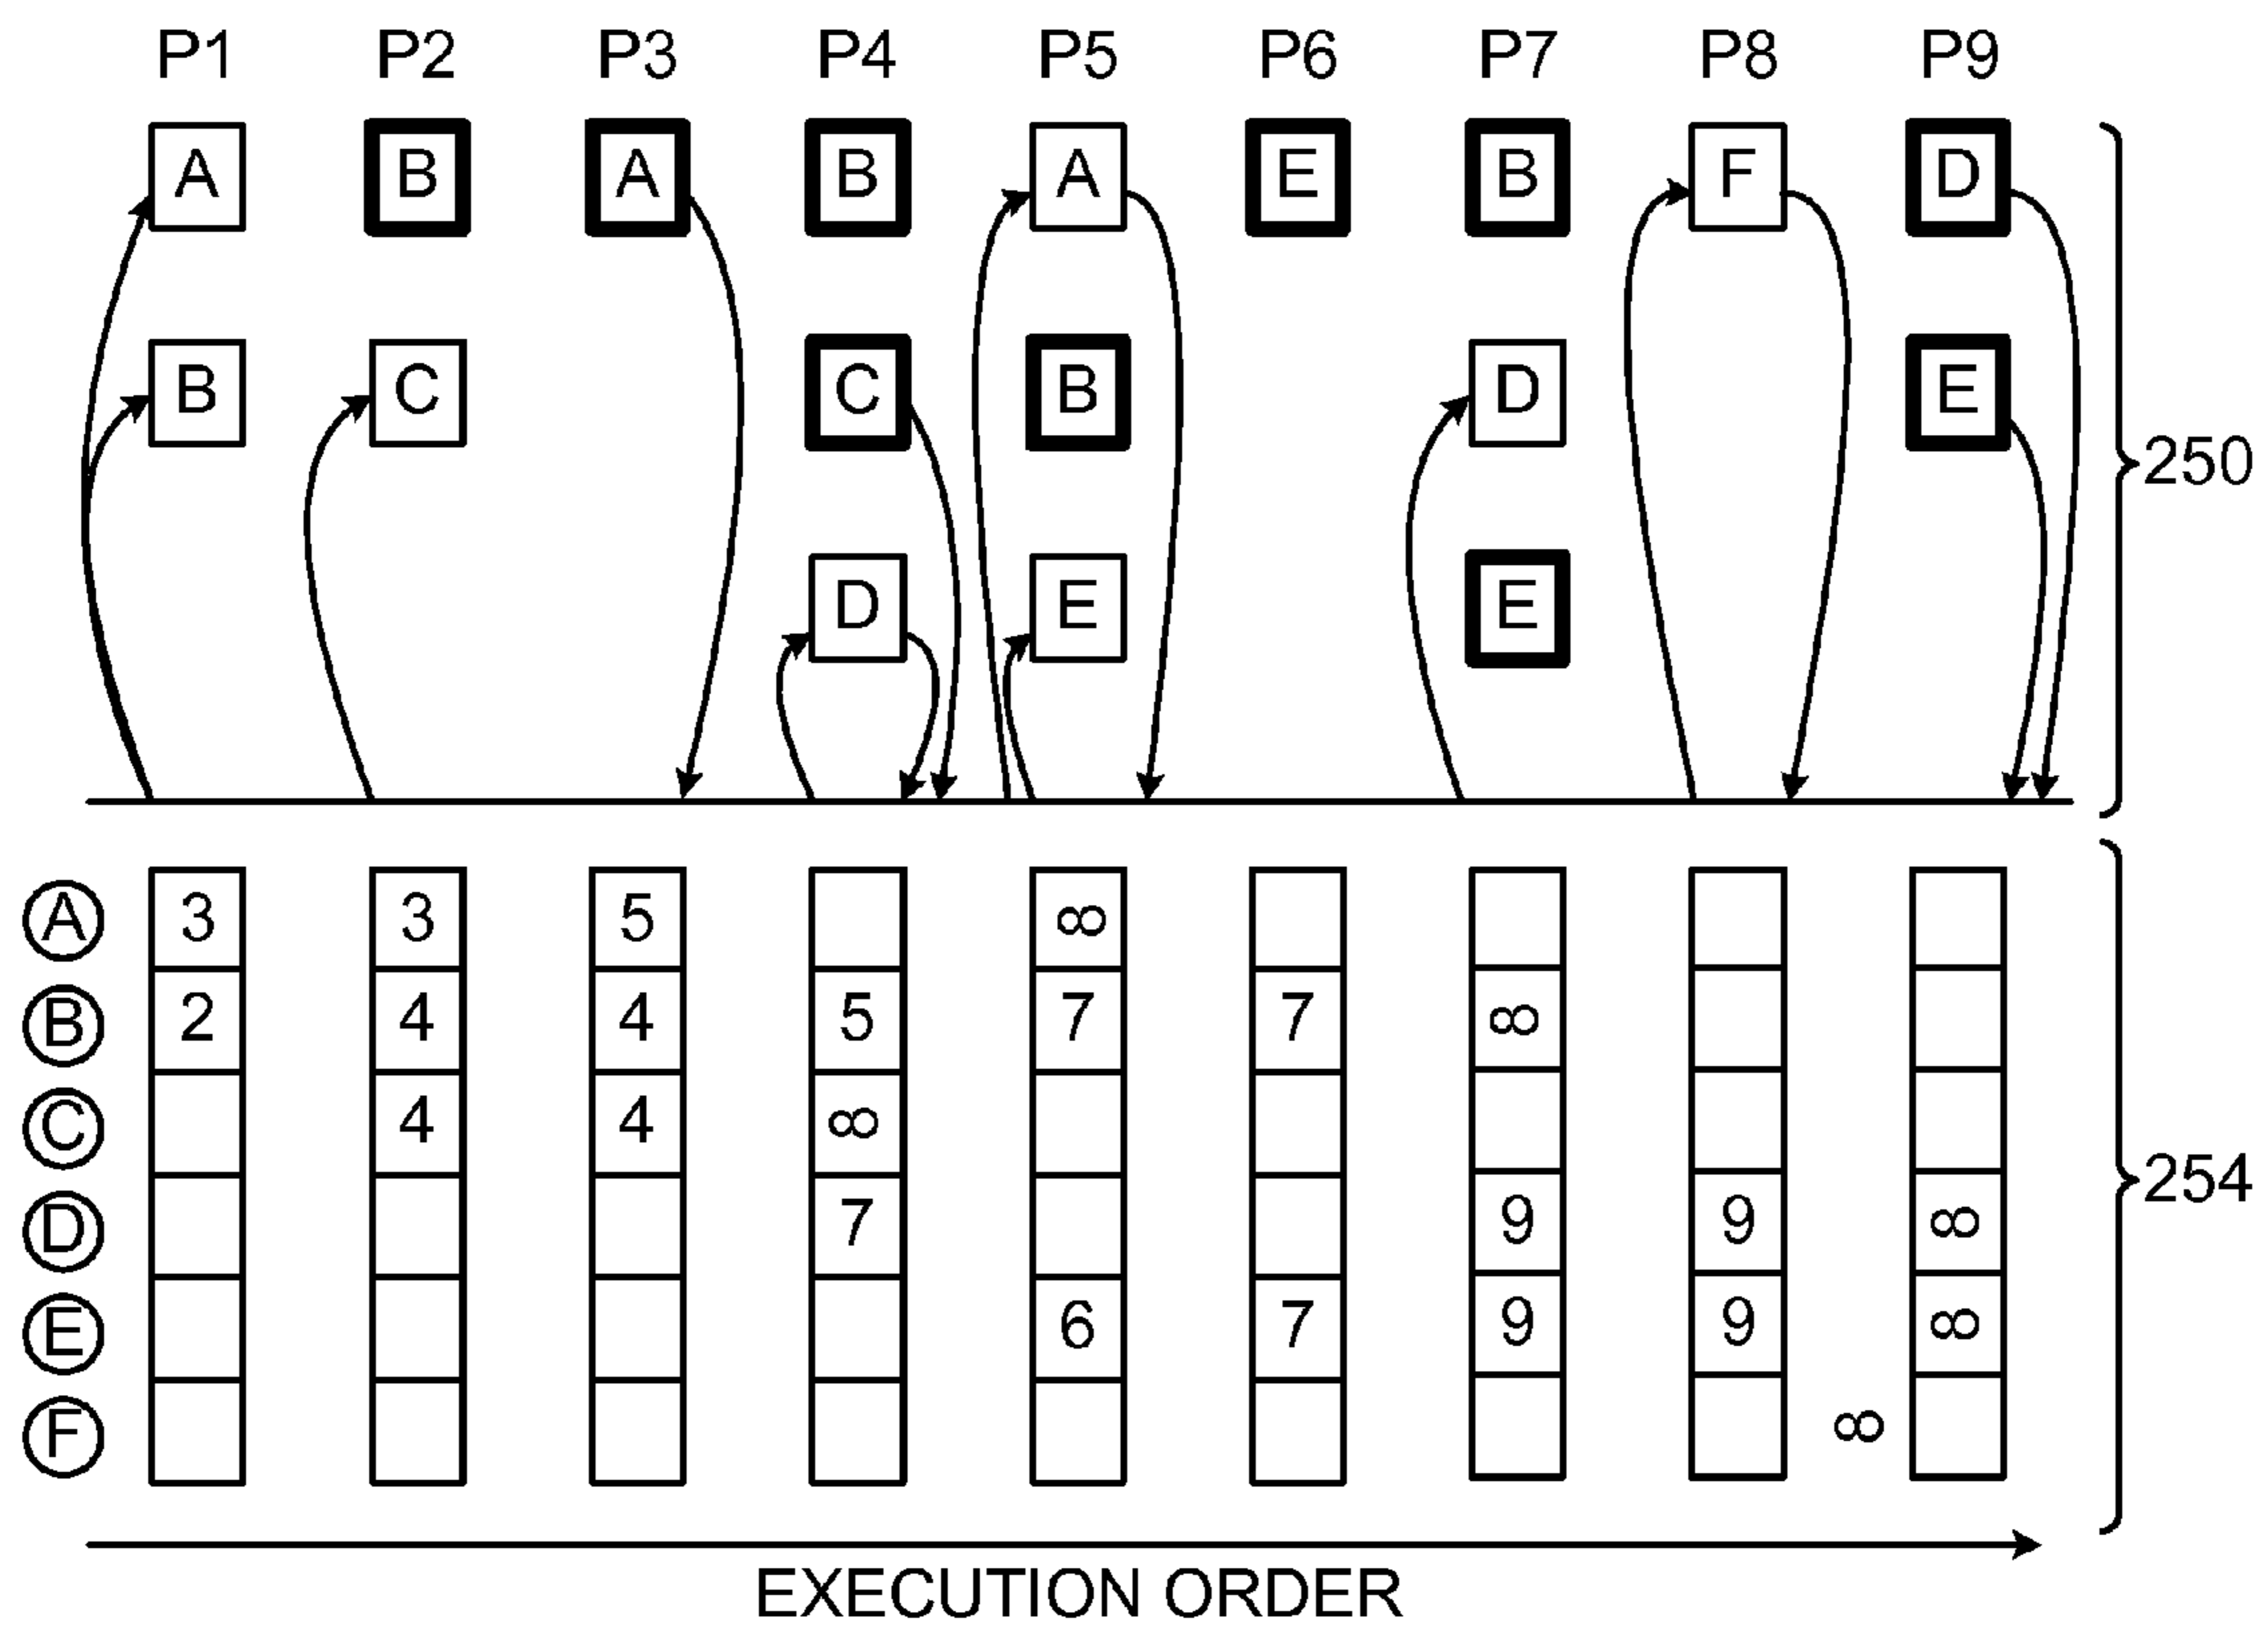 P1 P2 P3 P4 P5 P6 P7 P8 P9
A B A B A E B F D
B C C B D E
D E E
250
A 3 3 5 ∞
B 2 4 4 5 7 7 ∞
C 4 4 ∞
D 7 9 9 ∞
E 6 7 9 9 ∞
F ∞
254
EXECUTION ORDER